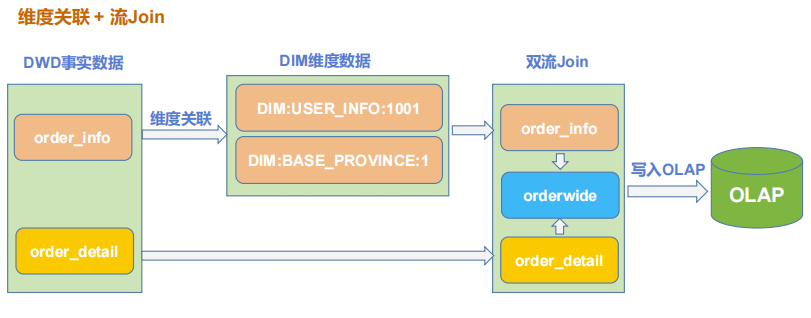 维度关联 + 流Join
DWD事实数据
DIM维度数据
双流Join
order_info
维度关联
DIM:USER_INFO:1001
DIM:BASE_PROVINCE:1
order_info
orderwide
写入OLAP
OLAP
order_detail
order_detail